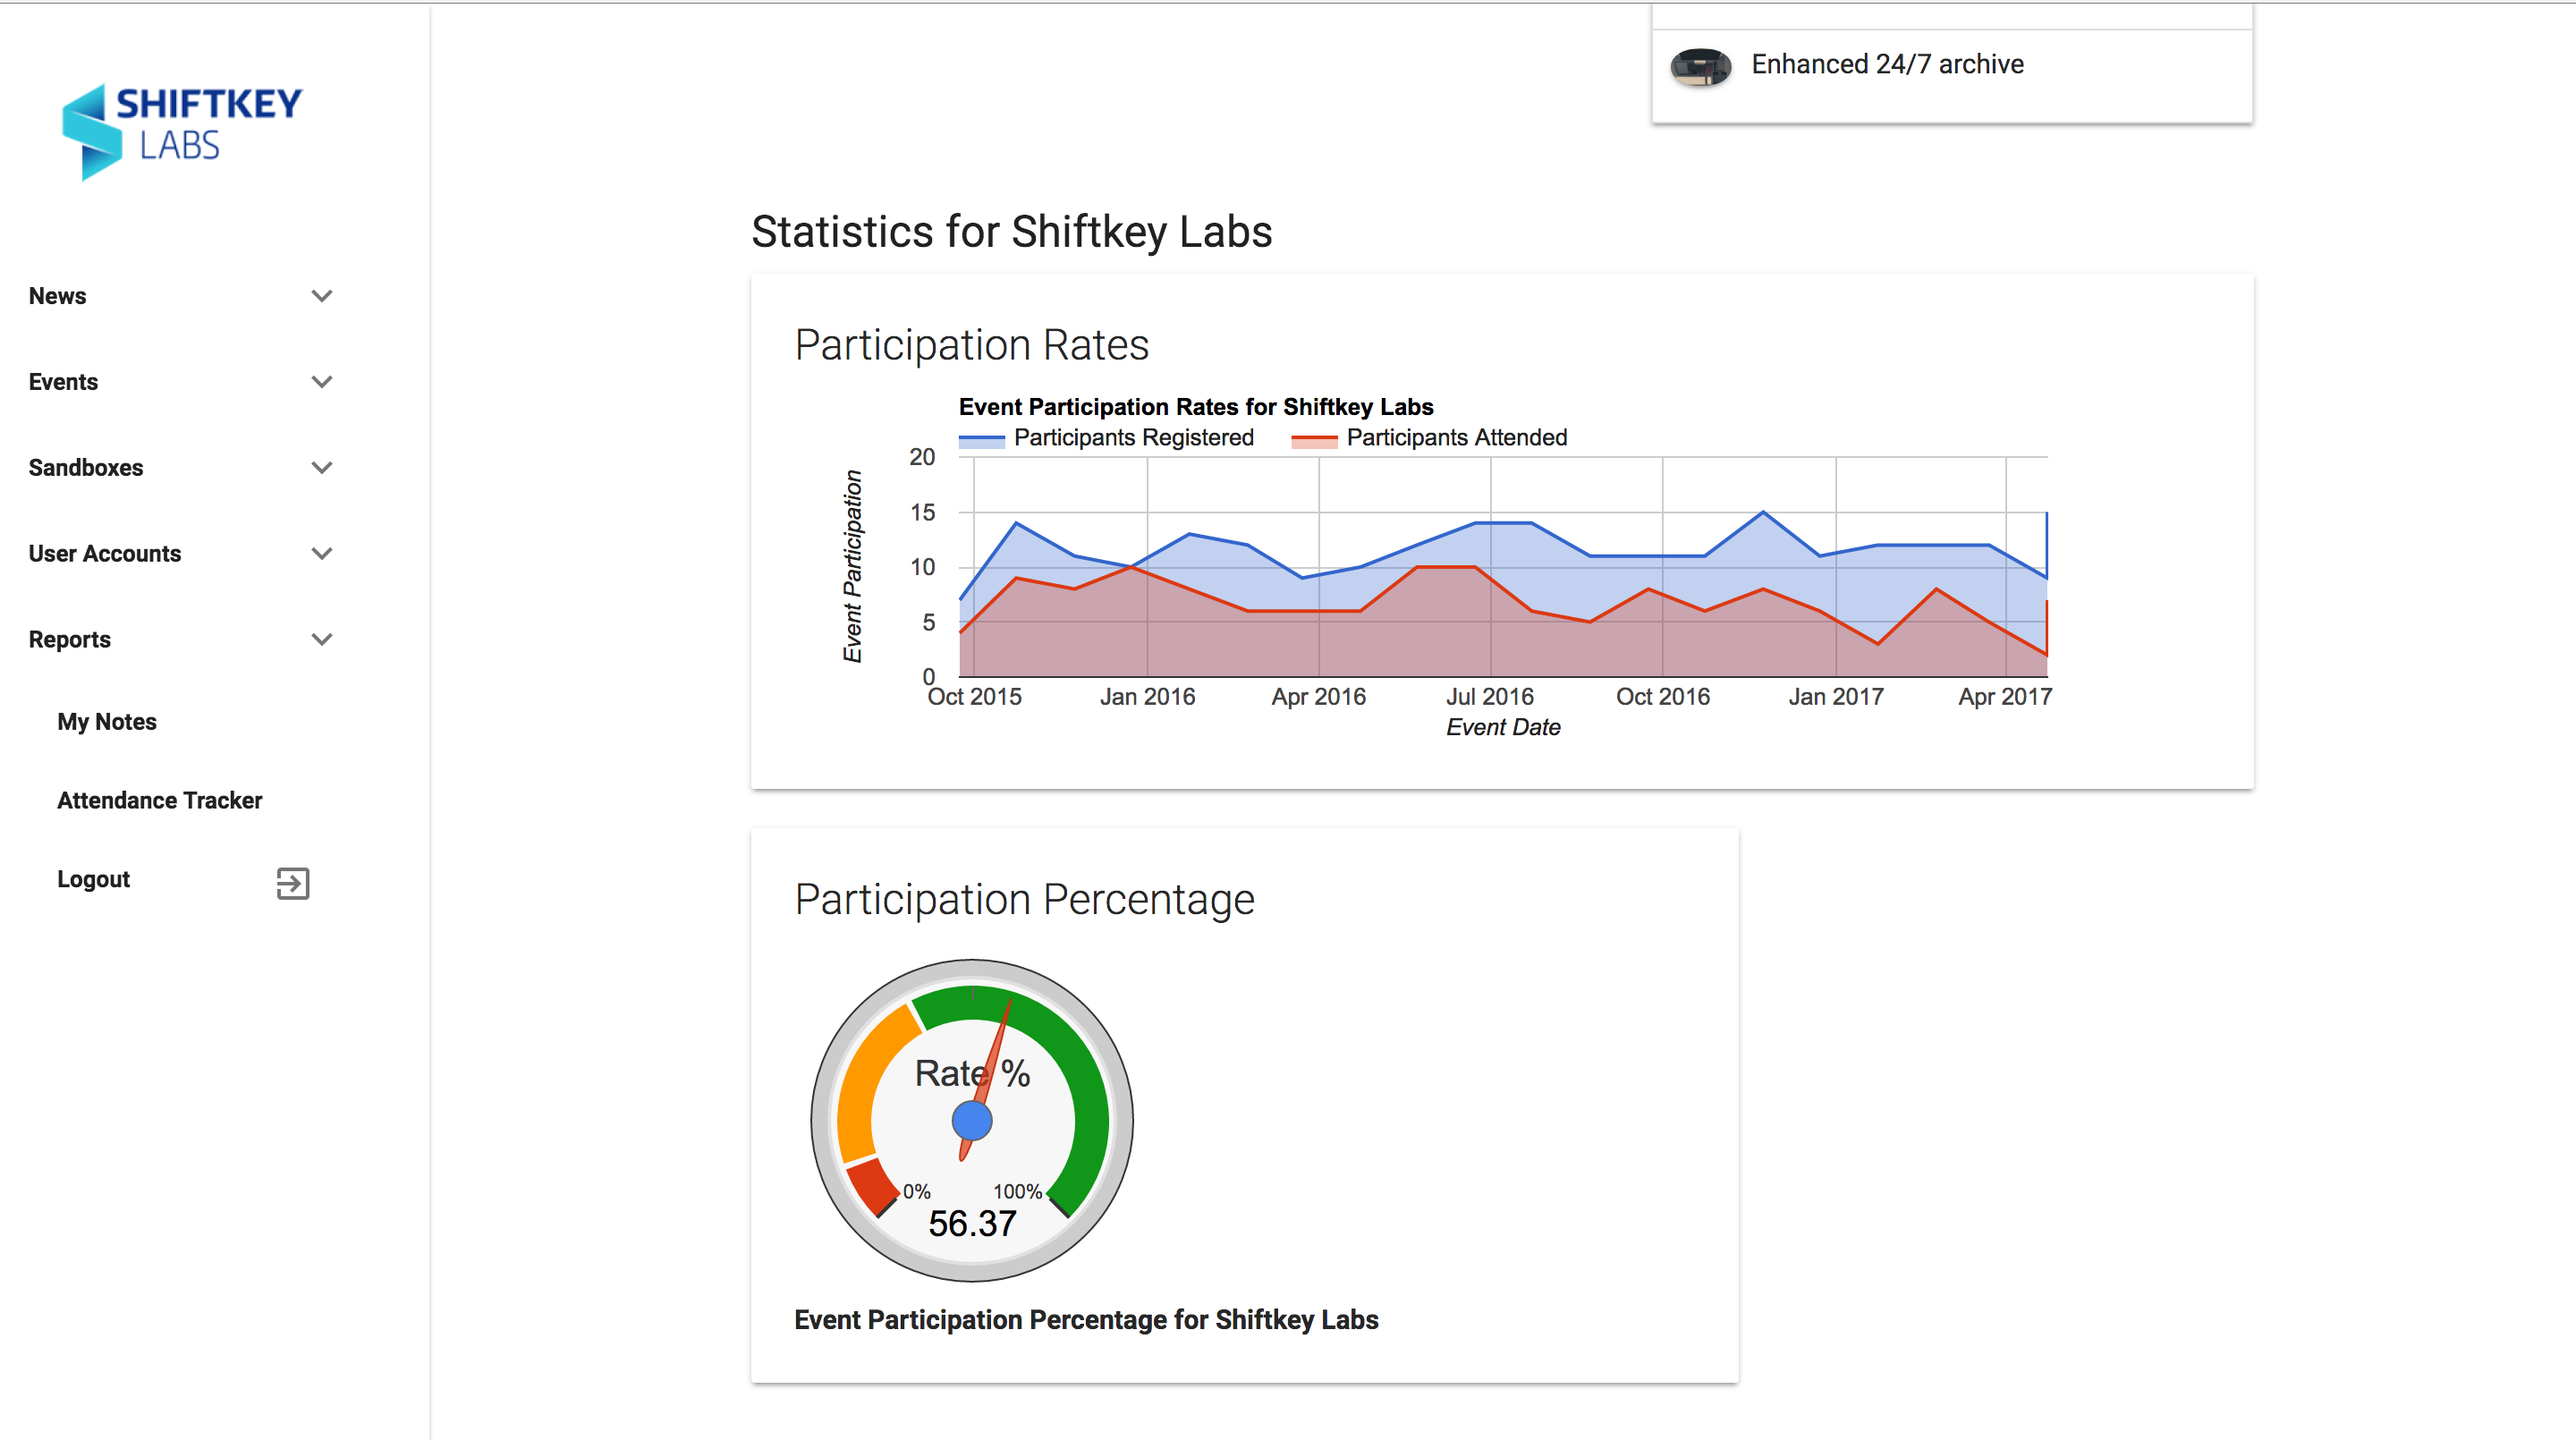 SHIFTKEY
LABS
News
Events
Sandboxes
User Accounts
Reports
My Notes
Attendance Tracker
Logout
Enhanced 24/7 archive
Statistics for Shiftkey Labs
Participation Rates
Event Participation Rates for Shiftkey Labs
Participants Registered Participants Attended
Event Participation
20
15
10
5
0
Oct 2015 Jan 2016 Apr 2016 Jul 2016 Oct 2016 Jan 2017 Apr 2017
Event Date
Participation Percentage
Rate %
0% 100%
56.37
Event Participation Percentage for Shiftkey Labs